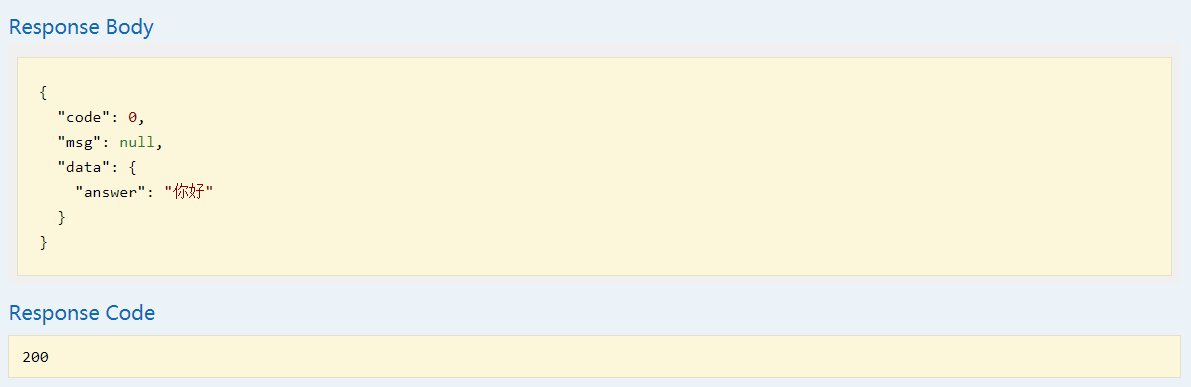 Response Body
{
"code": 0,
"msg": null,
"data": {
"answer": "你好"
}
}
Response Code
200